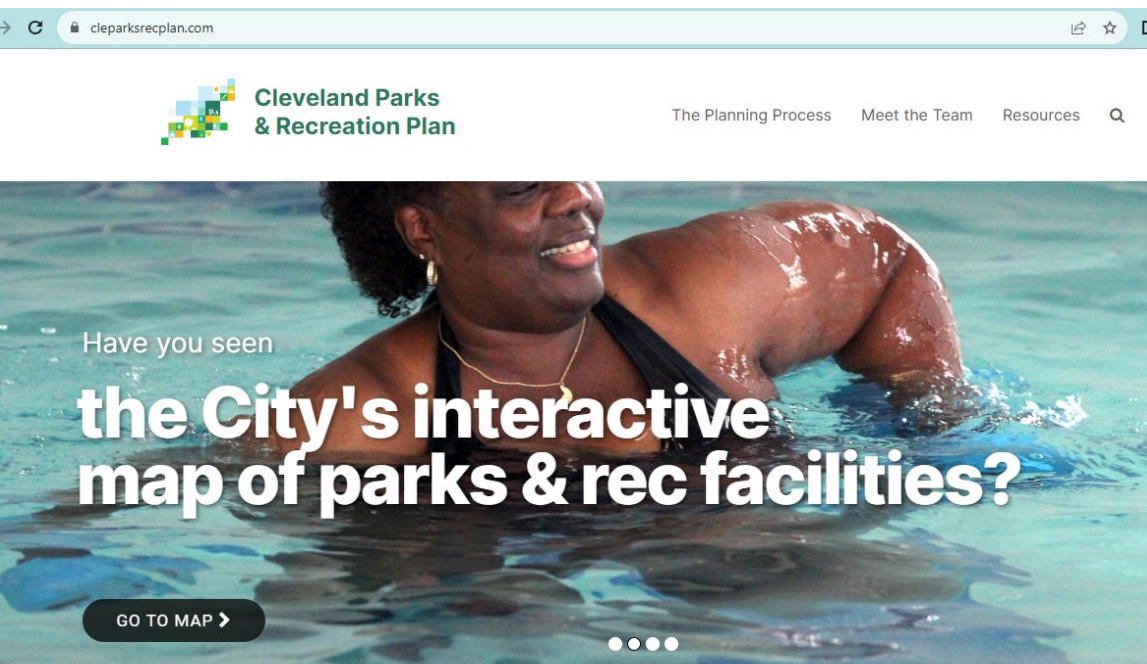 cleparksrecplan.com
Cleveland Parks
& Recreation Plan
The Planning Process Meet the Team Resources
Have you seen
the City's interactive
map of parks & rec facilities?
GO TO MAP